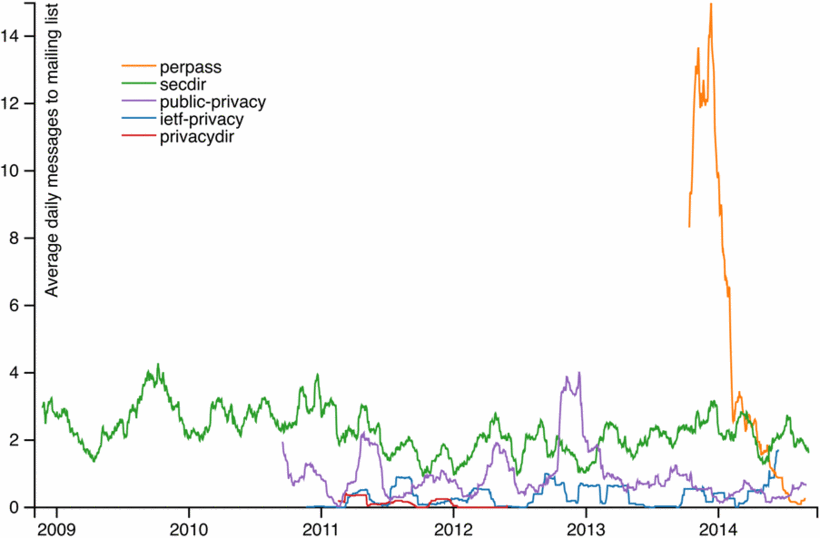 Average daily messages to mailing list
14
12
10
8
6
4
2
0
perpass
secdir
public-privacy
ietf-privacy
privacydir
2009 2010 2011 2012 2013 2014